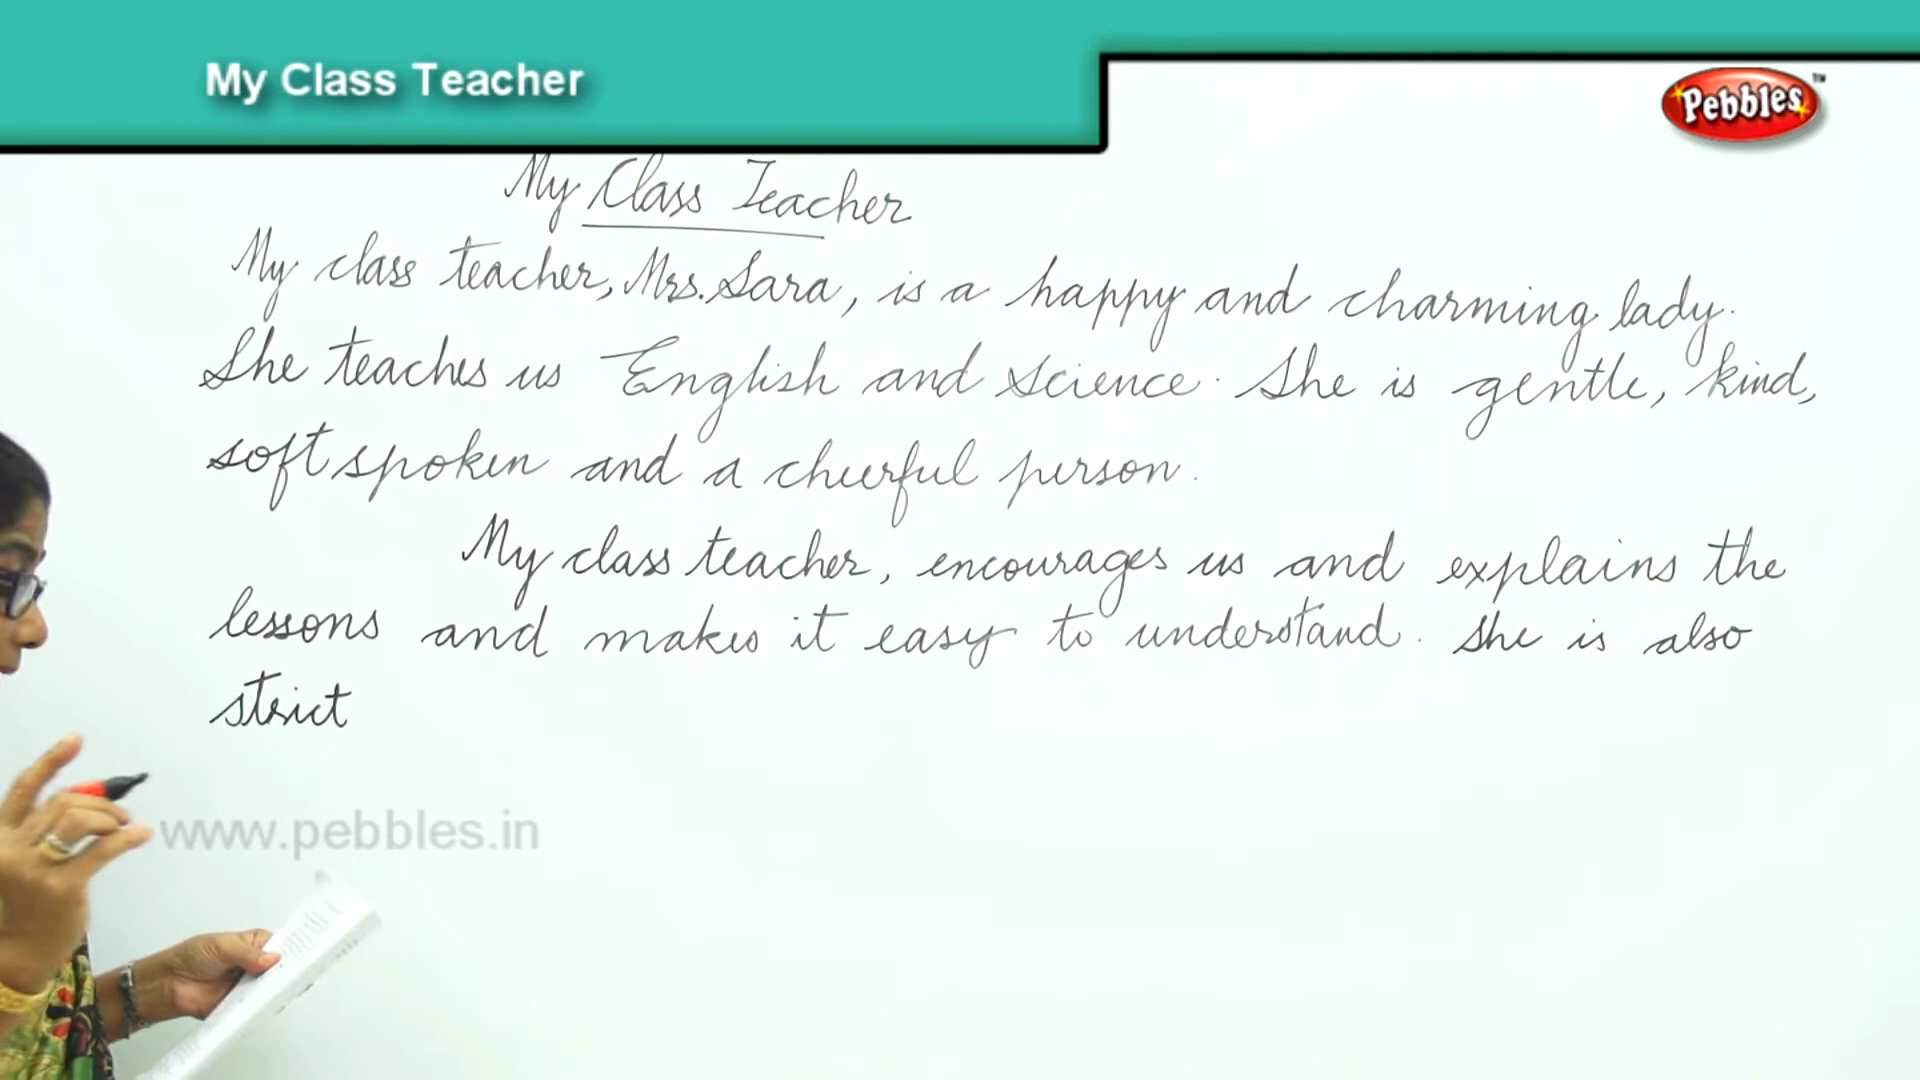 My Class Teacher
Pebbles™
My Class Teacher
My class teacher, Mrs. Sara, is a happy and charming lady.
She teaches us English and science. She is gentle, kind,
soft spoken and a cheerful person.
My class teacher, encourages us and explains the
lessons and makes it easy to understand. She is also
strict
www.pebbles.in